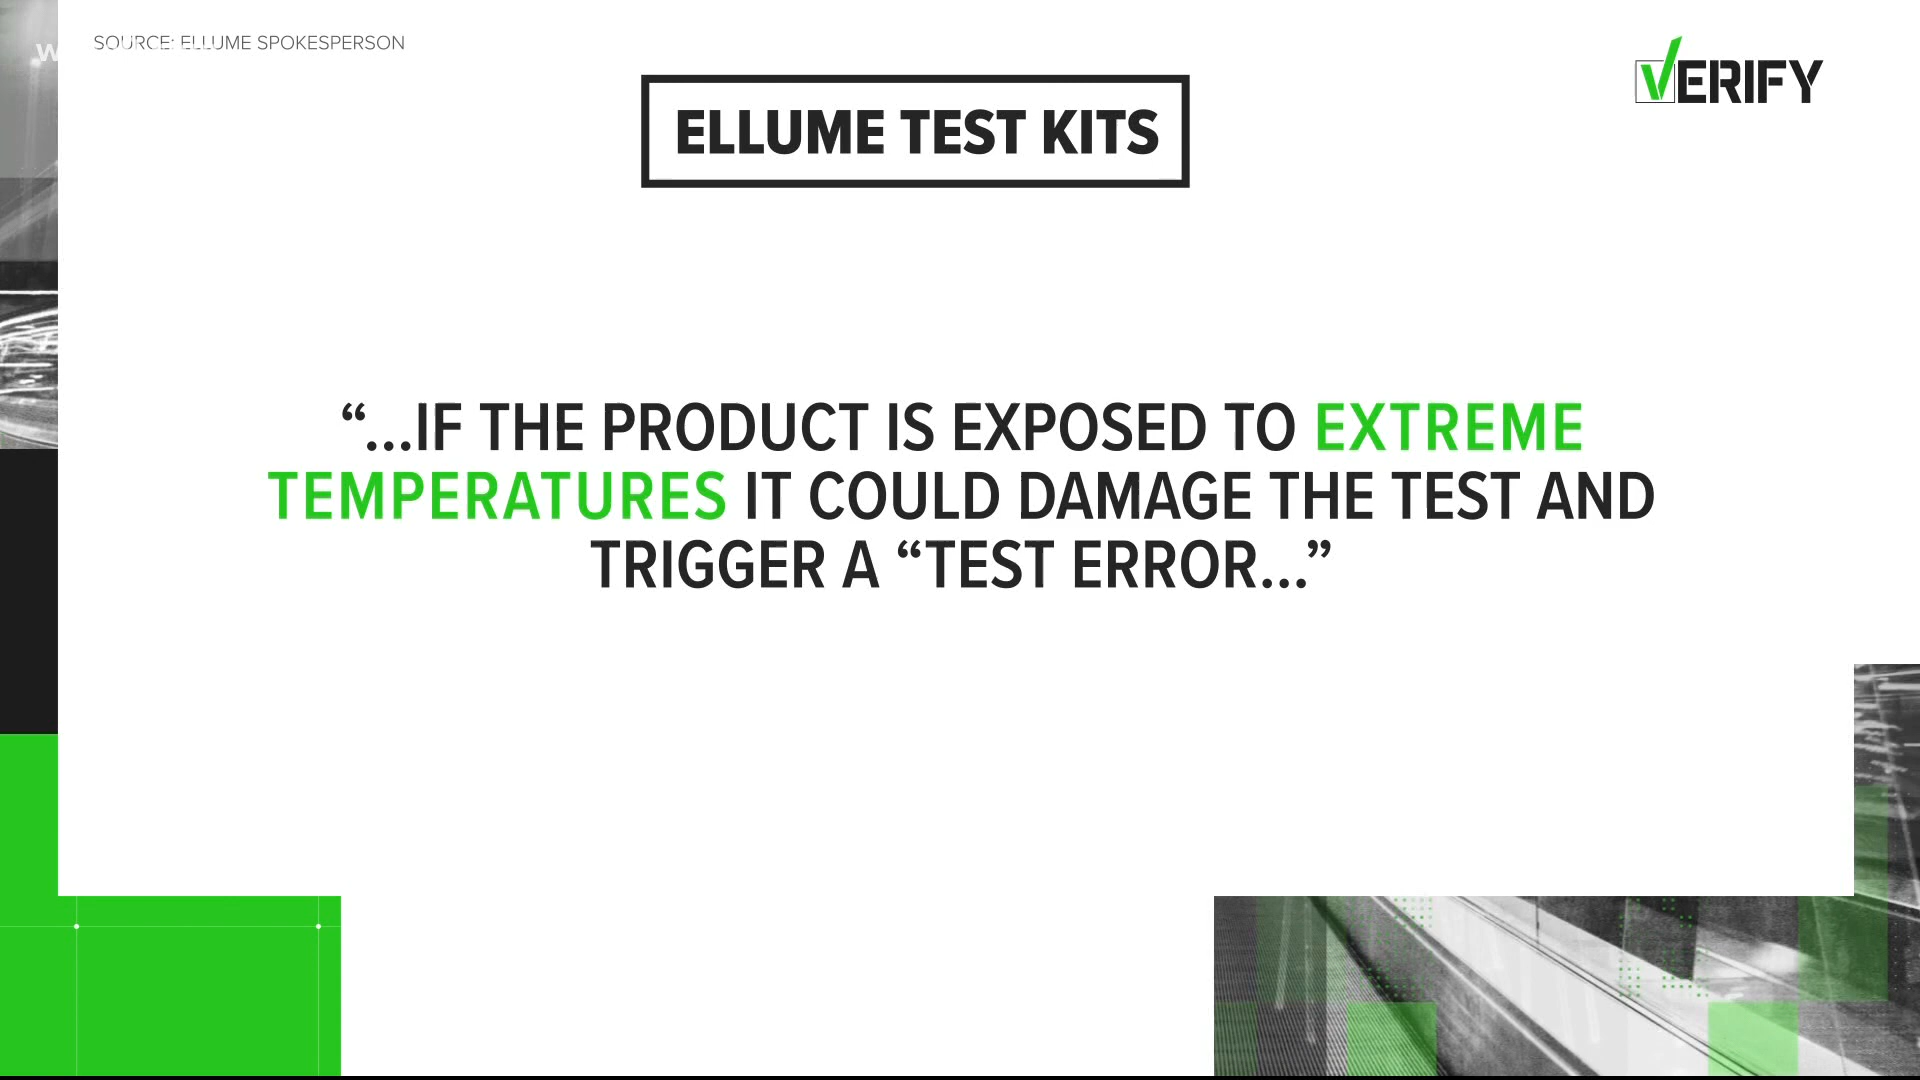 SOURCE: ELLUME SPOKESPERSON
VERIFY
ELLUME TEST KITS
“...IF THE PRODUCT IS EXPOSED TO EXTREME
TEMPERATURES IT COULD DAMAGE THE TEST AND
TRIGGER A “TEST ERROR...”